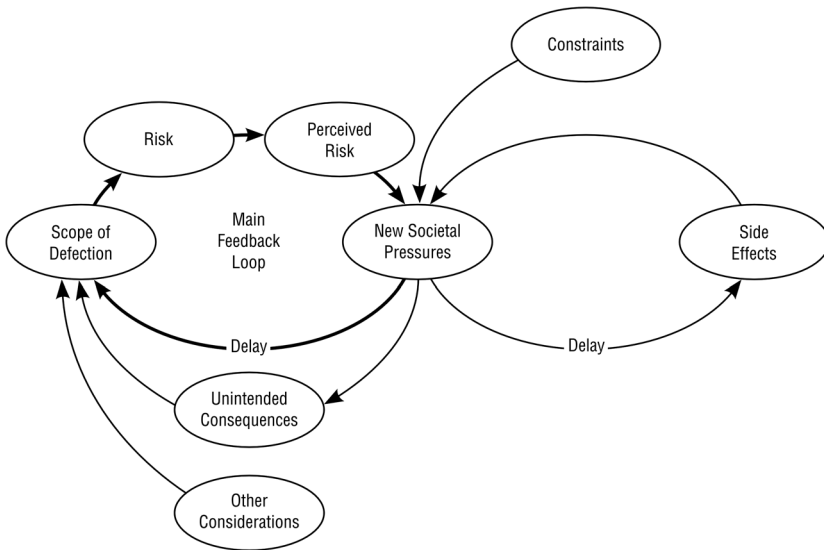 Constraints
Risk
Perceived
Risk
Scope of
Defection
Main
Feedback
Loop
New Societal
Pressures
Side
Effects
Delay
Delay
Unintended
Consequences
Other
Considerations